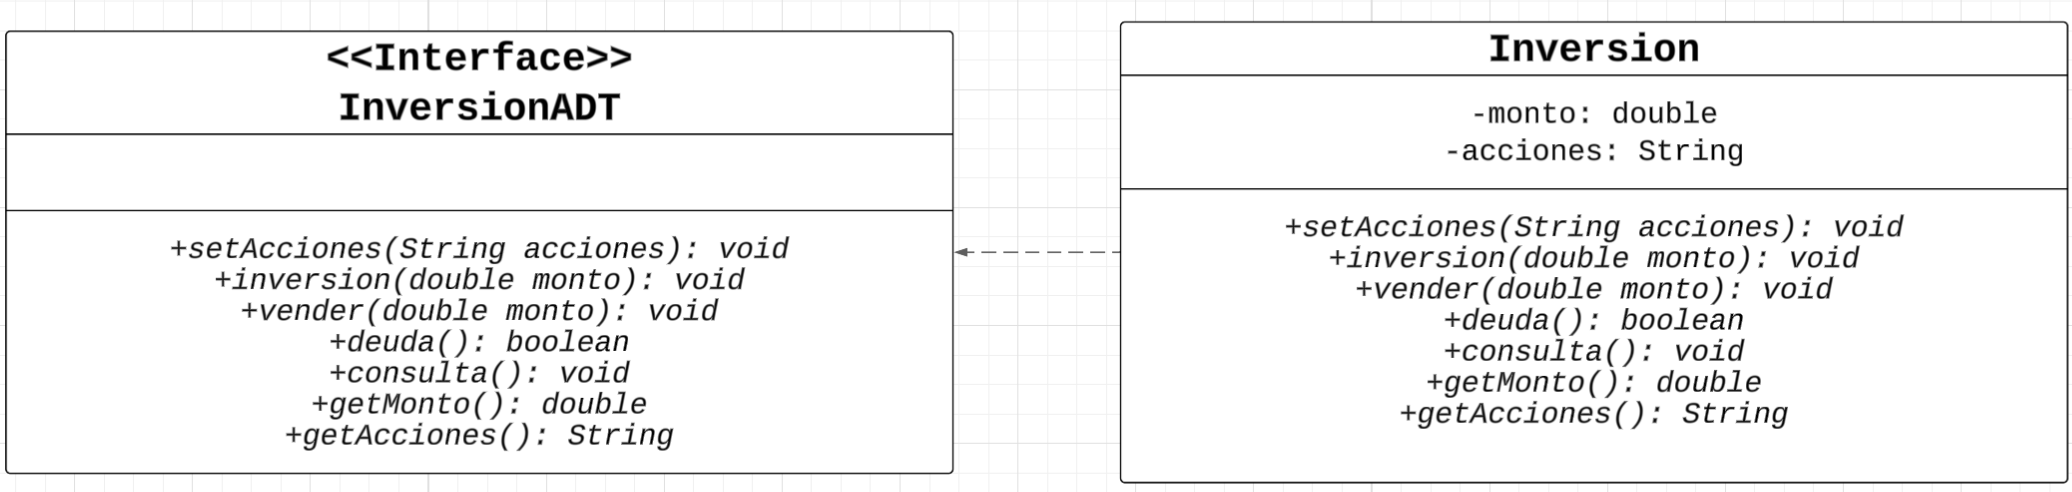 <<Interface>>
InversionADT
+setAcciones(String acciones): void
+inversion(double monto): void
+vender(double monto): void
+deuda(): boolean
+consulta(): void
+getMonto(): double
+getAcciones(): String
Inversion
-monto: double
-acciones: String
+setAcciones(String acciones): void
+inversion(double monto): void
+vender(double monto): void
+deuda(): boolean
+consulta(): void
+getMonto(): double
+getAcciones(): String